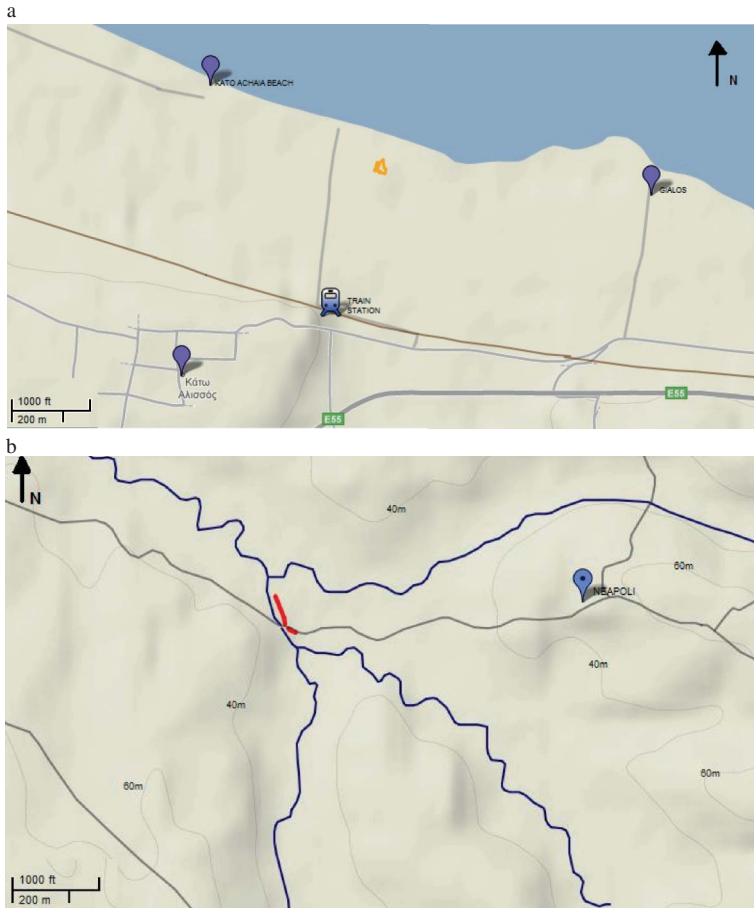 a
KATO ACHAIA BEACH
N
GIALOS
TRAIN
STATION
Κάτω
Αλισσός
1000 ft
200 m
E55
E55
b
N
40m
60m
NEAPOLI
40m
40m
60m
60m
1000 ft
200 m